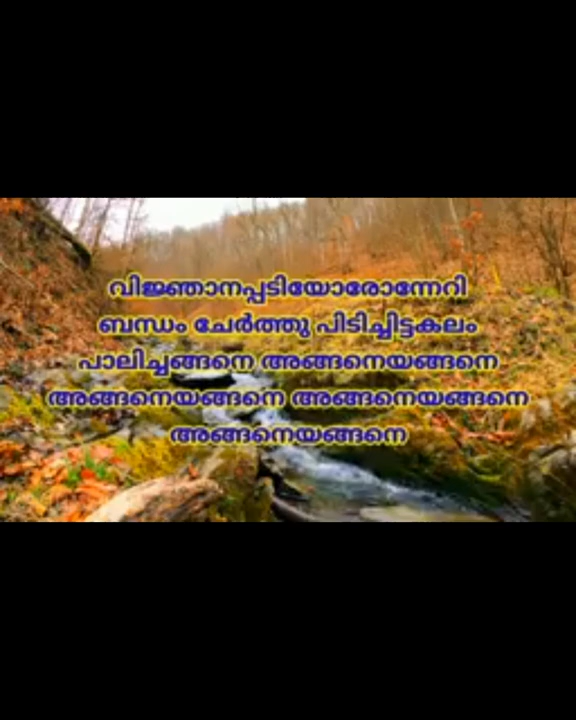 വിജ്ഞാനപ്പടിയോരോന്നേറി
ബന്ധം ചേർത്തു പിടിച്ചിട്ടകലം
പാലിച്ചങ്ങനെ അങ്ങനെയങ്ങനെ
അങ്ങനെയങ്ങനെ അങ്ങനെയങ്ങനെ
അങ്ങനെയങ്ങനെ